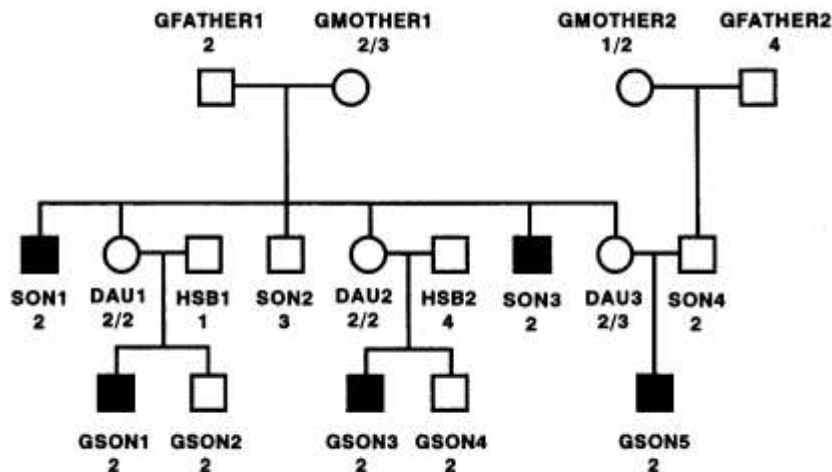 GFATHER1 GMOTHER1 GMOTHER2 GFATHER2
2 2/3 1/2 4
SON1 DAU1 HSB1 SON2 DAU2 HSB2 SON3 DAU3 SON4
2 2/2 1 3 2/2 4 2 2/3 2
GSON1 GSON2 GSON3 GSON4 GSON5
2 2 2 2 2